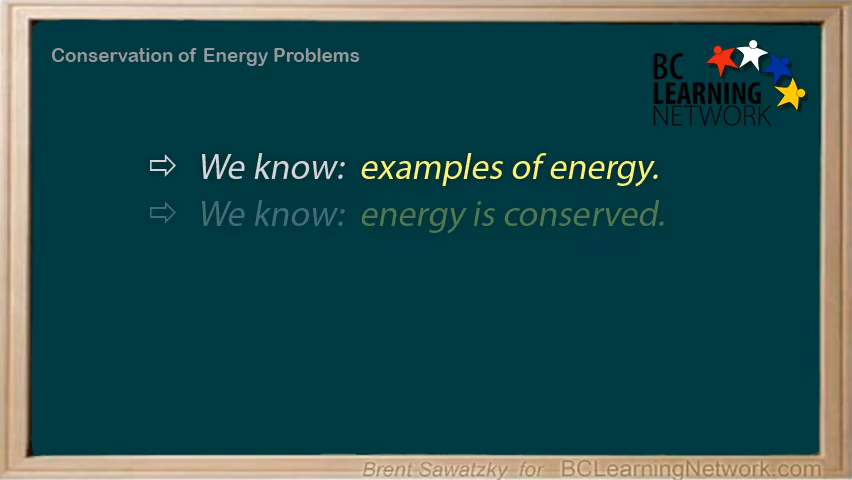 Conservation of Energy Problems
BC
LEARNING
NETWORK
⇨ We know: examples of energy.
⇨ We know: energy is conserved.
Brent Sawatzky for BCLearningNetwork.com